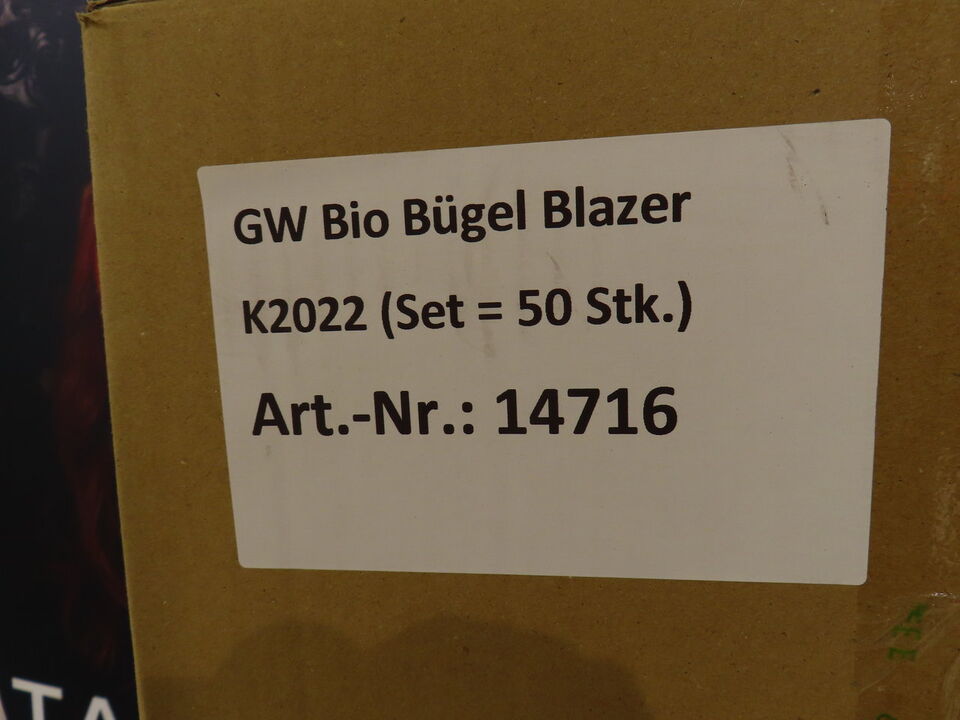 GW Bio Bügel Blazer
K2022 (Set = 50 Stk.)
Art.-Nr.: 14716